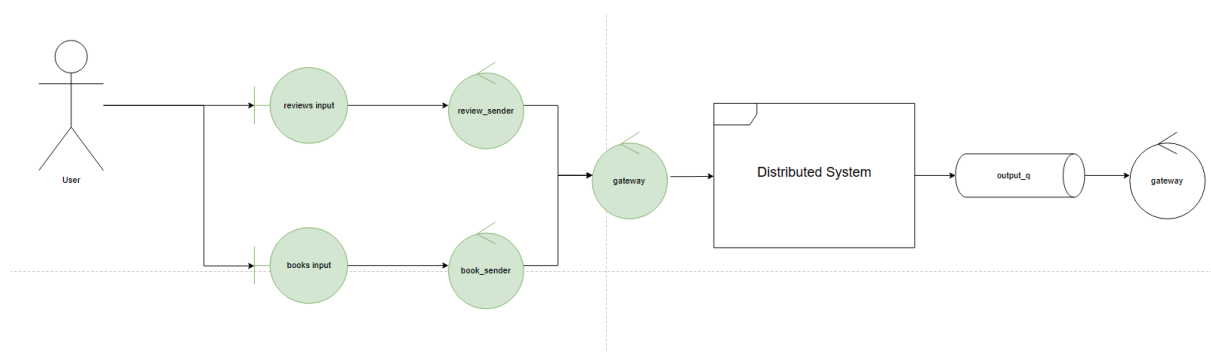 reviews input
review_sender
User
gateway
Distributed System
output_q
gateway
books input
book_sender